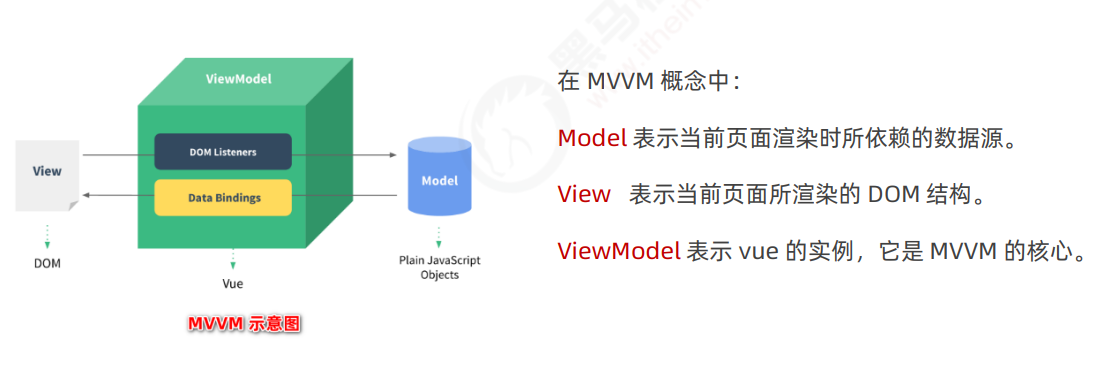 ViewModel
DOM Listeners
View
Model
Data Bindings
DOM
Vue
Plain JavaScript
Objects
MVVM 示意图
在 MVVM 概念中：
Model 表示当前页面渲染时所依赖的数据源。
View 表示当前页面所渲染的 DOM 结构。
ViewModel 表示 vue 的实例，它是 MVVM 的核心。